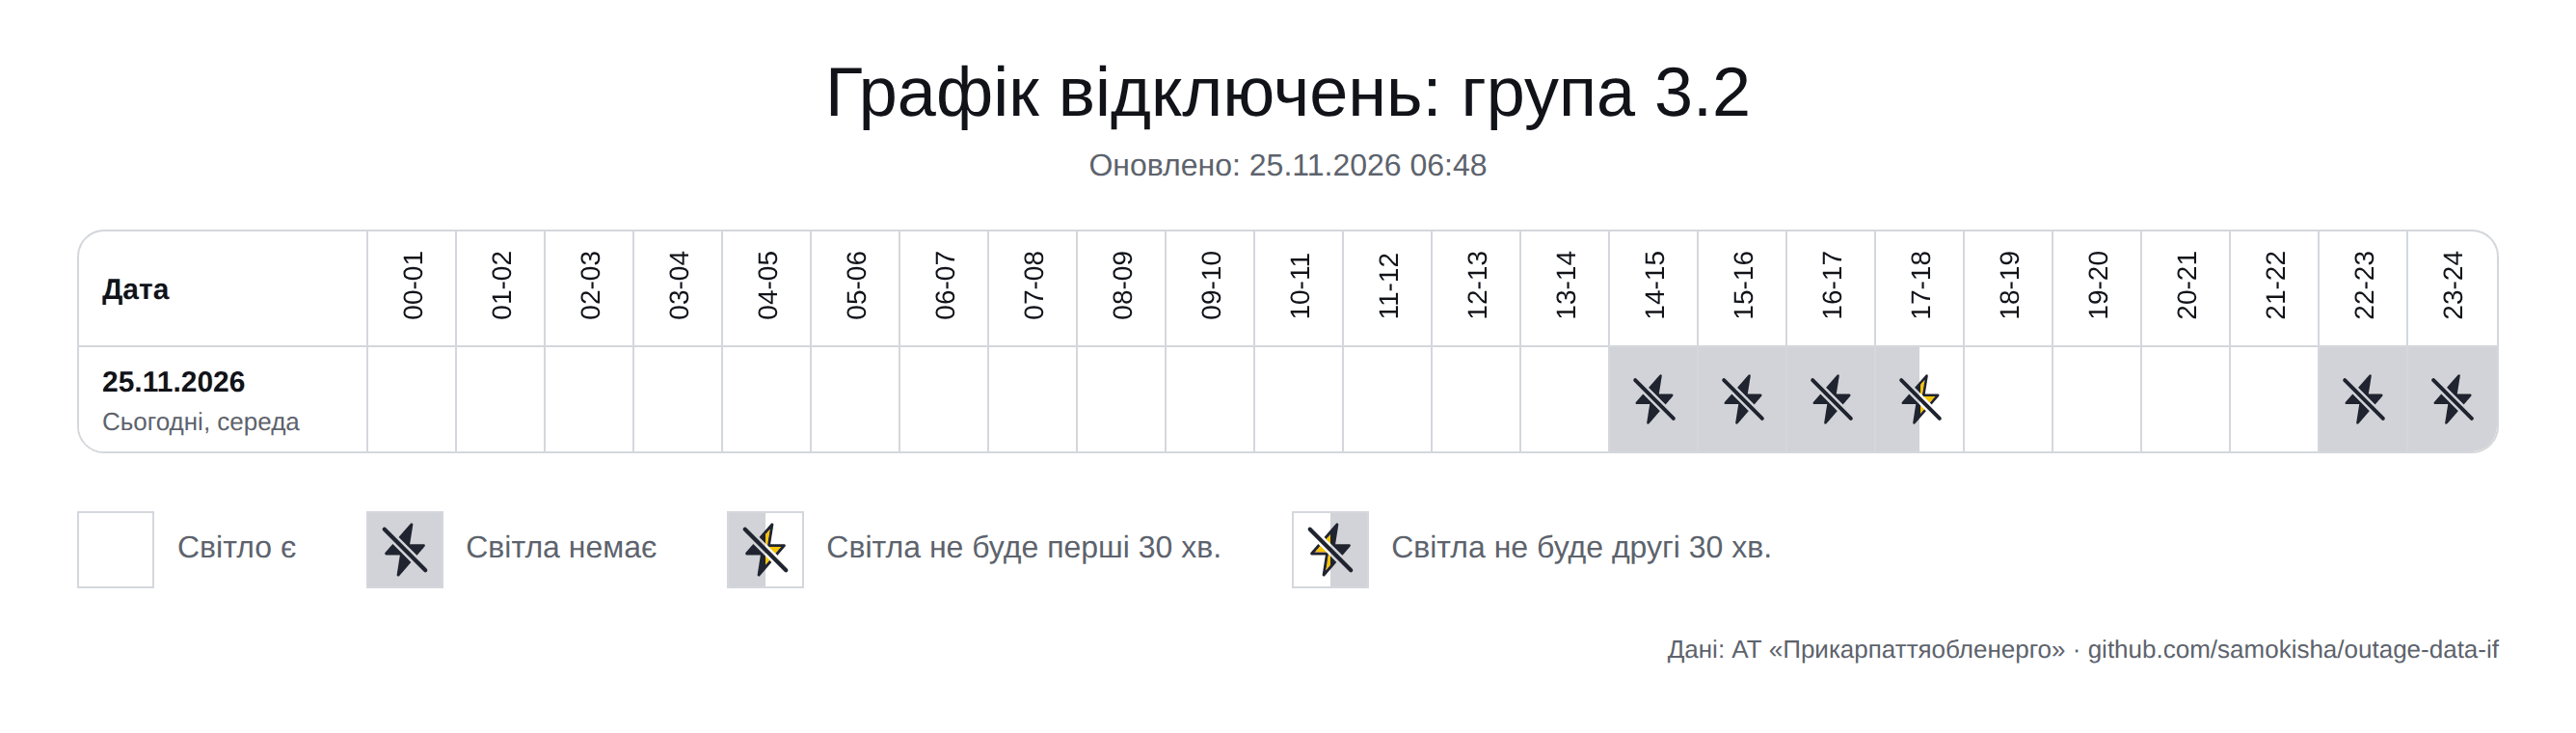 Графік відключень: група 3.2
Оновлено: 25.11.2026 06:48
Дата 00-01 01-02 02-03 03-04 04-05 05-06 06-07 07-08 08-09 09-10 10-11 11-12 12-13 13-14 14-15 15-16 16-17 17-18 18-19 19-20 20-21 21-22 22-23 23-24
25.11.2026
Сьогодні, середа
Світло є Світла немає Світла не буде перші 30 хв. Світла не буде другі 30 хв.
Дані: АТ «Прикарпаттяобленерго» · github.com/samokisha/outage-data-if